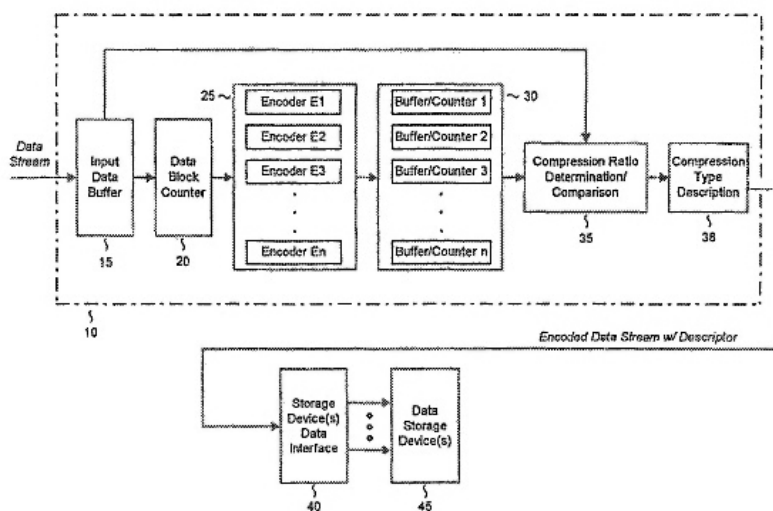 25
30
Encoder E1
Buffer/Counter 1
Data
Stream
Input
Data
Buffer
Data
Block
Counter
Encoder E2
Encoder E3
.
.
.
Encoder En
Buffer/Counter 2
Buffer/Counter 3
.
.
.
Buffer/Counter n
Compression Ratio
Determination/
Comparison
Compression
Type
Description
15
20
35
38
10
Encoded Data Stream w/ Descriptor
Storage
Device(s)
Data
Interface
Data
Storage
Device(s)
40
45